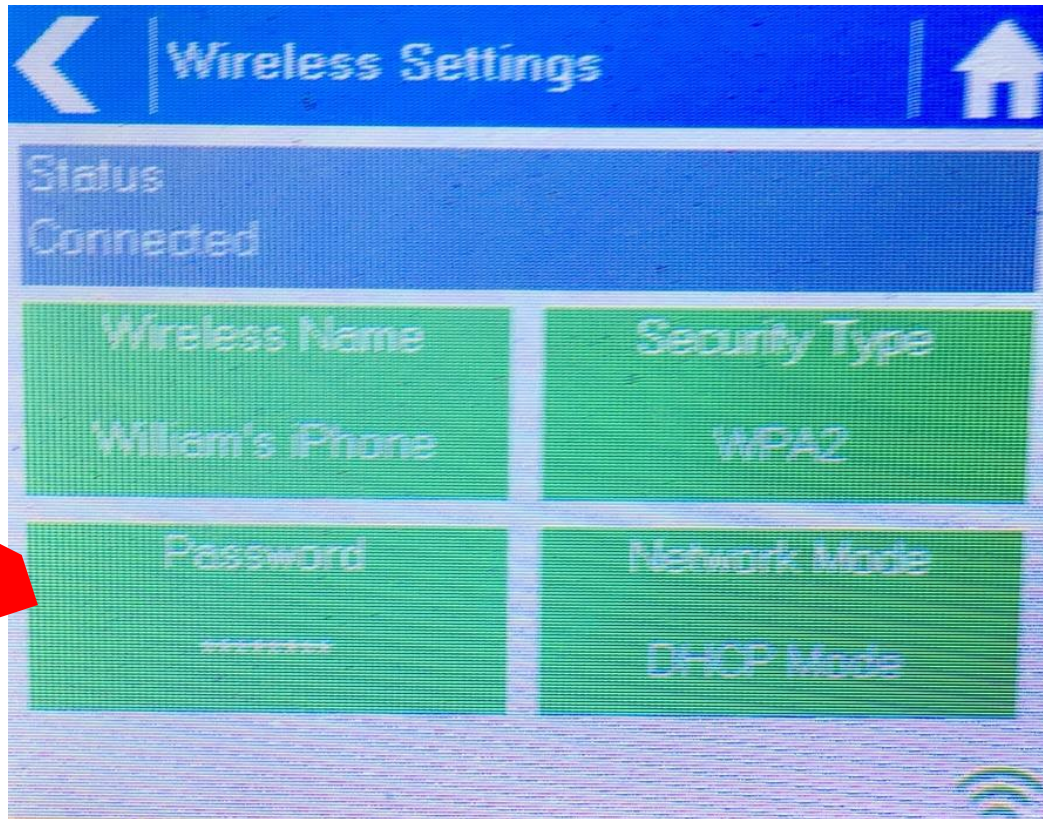 Wireless Settings
Status
Connected
Wireless Name
William's iPhone
Security Type
WPA2
Password
********
Network Mode
DHCP Mode